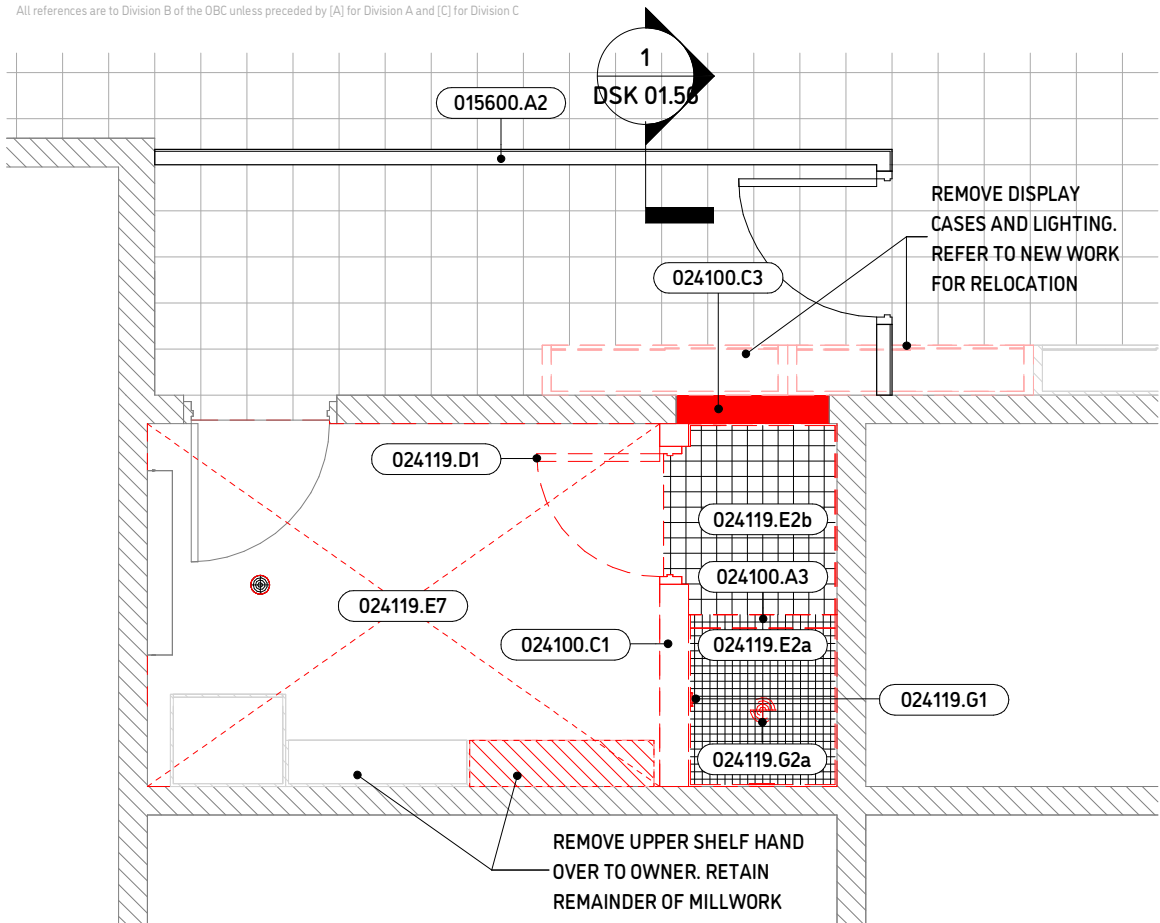 All references are to Division B of the OBC unless preceded by [A] for Division A and [C] for Division C
1
DSK 01.56
015600.A2
REMOVE DISPLAY
CASES AND LIGHTING.
REFER TO NEW WORK
FOR RELOCATION
024100.C3
024119.D1
024119.E2b
024100.A3
024119.E7
024100.C1
024119.E2a
024119.G1
024119.G2a
REMOVE UPPER SHELF HAND
OVER TO OWNER. RETAIN
REMAINDER OF MILLWORK